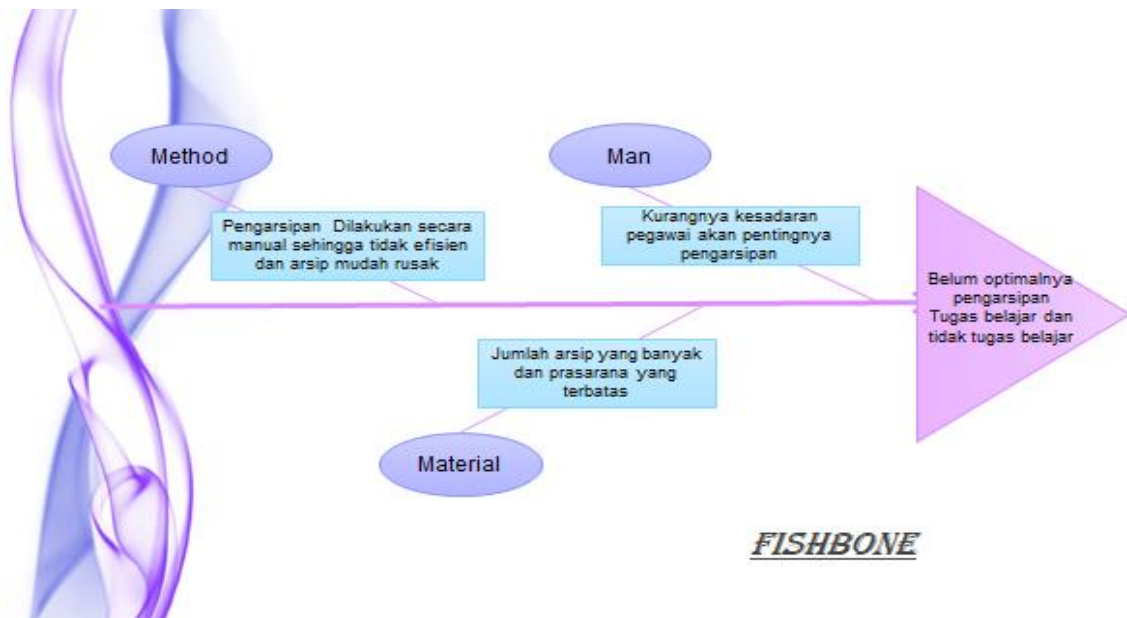 Method
Man
Pengarsipan Dilakukan secara
manual sehingga tidak efisien
dan arsip mudah rusak
Kurangnya kesadaran
pegawai akan pentingnya
pengarsipan
Belum optimalnya
pengarsipan
Tugas belajar dan
tidak tugas belajar
Jumlah arsip yang banyak
dan prasarana yang
terbatas
Material
FISHBONE